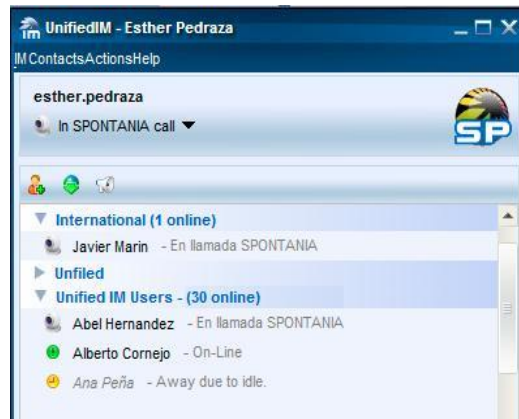 UnifiedIM - Esther Pedraza
IM Contacts Actions Help
esther.pedraza
In SPONTANIA call
SP
International (1 online)
Javier Marin - En llamada SPONTANIA
Unfiled
Unified IM Users - (30 online)
Abel Hernandez - En llamada SPONTANIA
Alberto Cornejo - On-Line
Ana Peña - Away due to idle.